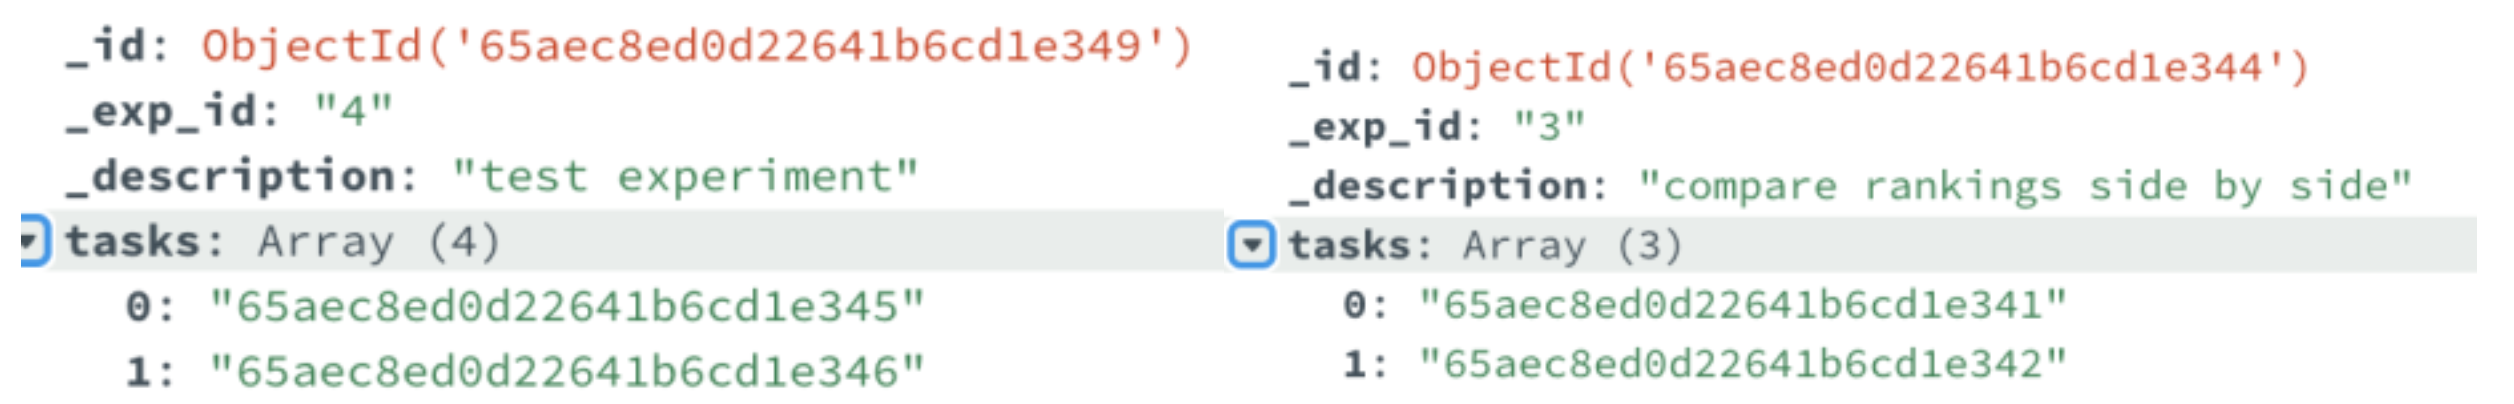 _id: ObjectId('65aec8ed0d22641b6cd1e349')
_exp_id: "4"
_description: "test experiment"
tasks: Array (4)
0: "65aec8ed0d22641b6cd1e345"
1: "65aec8ed0d22641b6cd1e346"
_id: ObjectId('65aec8ed0d22641b6cd1e344')
_exp_id: "3"
_description: "compare rankings side by side"
tasks: Array (3)
0: "65aec8ed0d22641b6cd1e341"
1: "65aec8ed0d22641b6cd1e342"